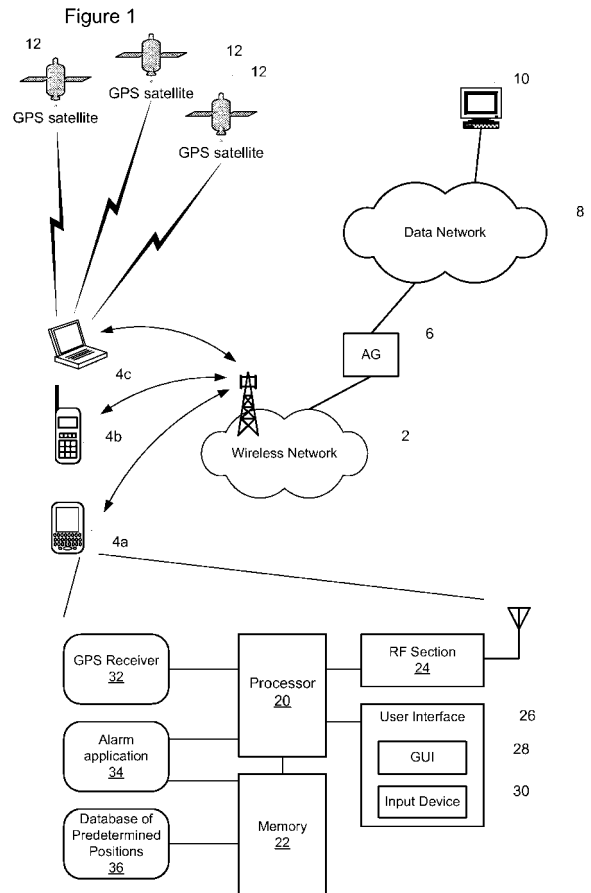 Figure 1
12
12
12
GPS satellite
GPS satellite
GPS satellite
10
Data Network
8
AG
6
4c
4b
Wireless Network
2
4a
GPS Receiver
32
Processor
20
RF Section
24
User Interface
26
GUI
28
Input Device
30
Alarm
application
34
Memory
22
Database of
Predetermined
Positions
36